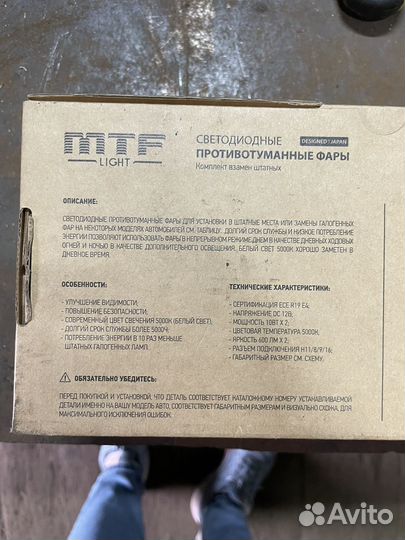 MTF
LIGHT
СВЕТОДИОДНЫЕ
DESIGNED: JAPAN
ПРОТИВОТУМАННЫЕ ФАРЫ
Комплект взамен штатных
ОПИСАНИЕ:
СВЕТОДИОДНЫЕ ПРОТИВОТУМАННЫЕ ФАРЫ ДЛЯ УСТАНОВКИ В ШТАТНЫЕ МЕСТА ИЛИ ЗАМЕНЫ ГАЛОГЕННЫХ
ФАР НА НЕКОТОРЫХ МОДЕЛЯХ АВТОМОБИЛЕЙ СМ. ТАБЛИЦУ. ДОЛГИЙ СРОК СЛУЖБЫ И НИЗКОЕ ПОТРЕБЛЕНИЕ
ЭНЕРГИИ ПОЗВОЛЯЮТ ИСПОЛЬЗОВАТЬ ФАРЫ В НЕПРЕРЫВНОМ РЕЖИМЕ ДНЕМ В КАЧЕСТВЕ ДНЕВНЫХ ХОДОВЫХ
ОГНЕЙ И НОЧЬЮ В КАЧЕСТВЕ ДОПОЛНИТЕЛЬНОГО ОСВЕЩЕНИЯ. БЕЛЫЙ СВЕТ 5000К ХОРОШО ЗАМЕТЕН В
ДНЕВНОЕ ВРЕМЯ.
ОСОБЕННОСТИ:
- УЛУЧШЕНИЕ ВИДИМОСТИ;
- ПОВЫШЕНИЕ БЕЗОПАСНОСТИ;
СОВРЕМЕННЫЙ ЦВЕТ СВЕЧЕНИЯ 5000К (БЕЛЫЙ СВЕТ).
- ДОЛГИЙ СРОК СЛУЖБЫ БОЛЕЕ 5000Ч;
- ПОТРЕБЛЕНИЕ ЭНЕРГИИ В 10 РАЗ МЕНЬШЕ
ШТАТНЫХ ГАЛОГЕННЫХ ЛАМП.
ТЕХНИЧЕСКИЕ ХАРАКТЕРИСТИКИ:
- СЕРТИФИКАЦИЯ ECE R19 E4;
- НАПРЯЖЕНИЕ DC 12В;
- МОЩНОСТЬ 10ВТ X 2;
- ЦВЕТОВАЯ ТЕМПЕРАТУРА 5000К,
- ЯРКОСТЬ 600 ЛМ X 2;
- РАЗЪЕМ ПОДКЛЮЧЕНИЯ H11/8/9/16;
- ГАБАРИТНЫЙ РАЗМЕР СМ. СХЕМУ.
ОБЯЗАТЕЛЬНО УБЕДИТЕСЬ:
ПЕРЕД ПОКУПКОЙ И УСТАНОВКОЙ, ЧТО ДЕТАЛЬ СООТВЕТСТВУЕТ КАТАЛОЖНОМУ НОМЕРУ УСТАНАВЛИВАЕМОЙ
ДЕТАЛИ ИМЕННО НА ВАШУ МОДЕЛЬ АВТО, СООТВЕТСТВУЕТ ГАБАРИТНЫМ РАЗМЕРАМ И ВИЗУАЛЬНО СХОЖА, ДЛЯ
МАКСИМАЛЬНОГО ИСКЛЮЧЕНИЯ ОШИБОК.
Avito